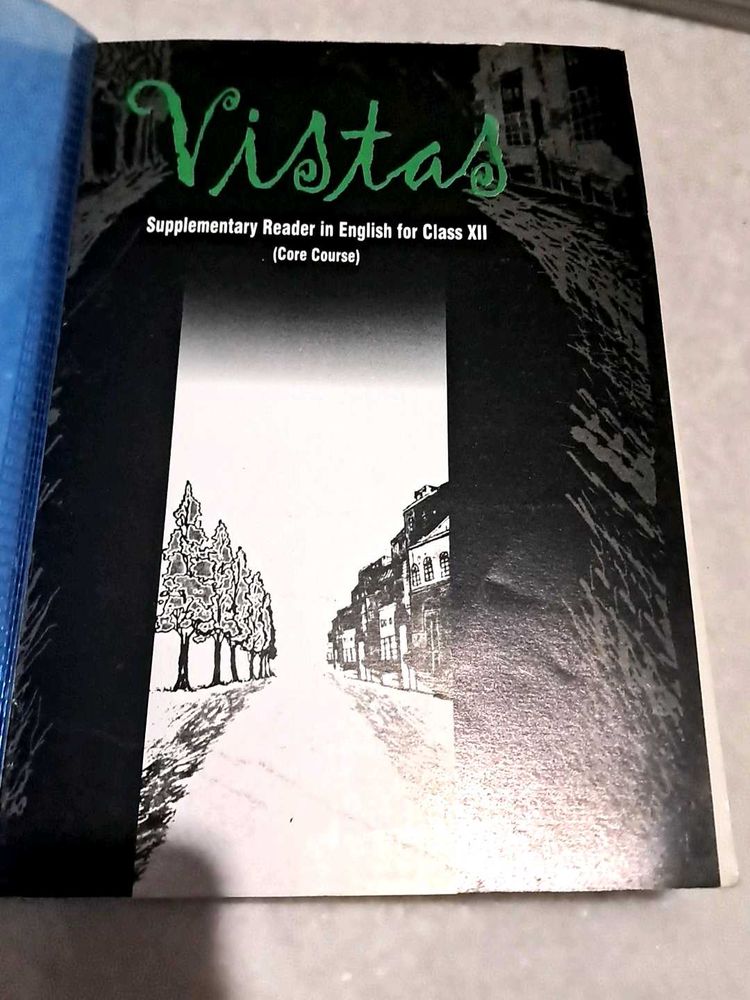 Vistas
Supplementary Reader in English for Class XII
(Core Course)